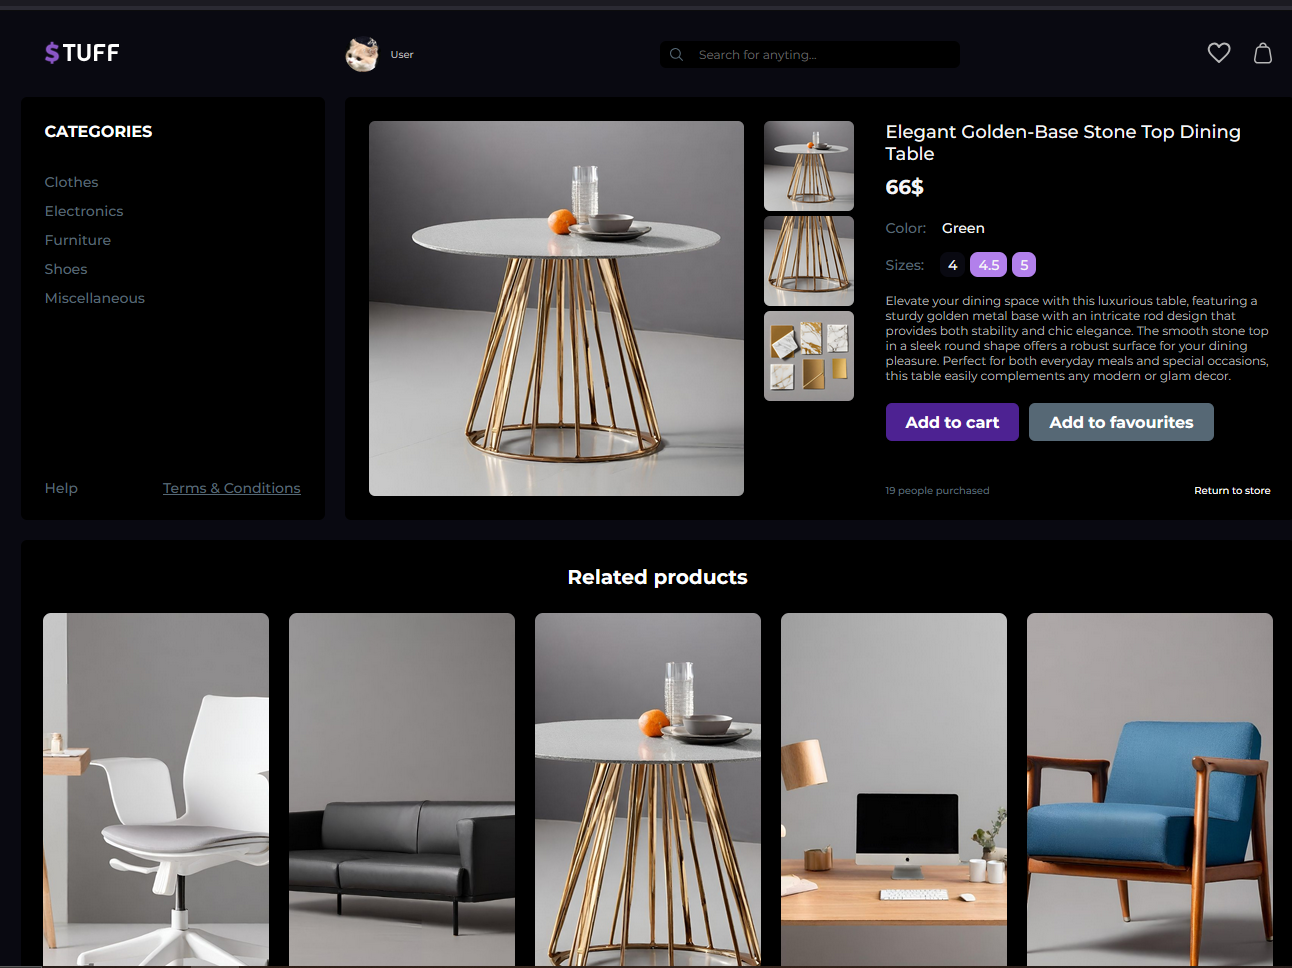 $TUFF
User
Search for anyting...
CATEGORIES
Clothes
Electronics
Furniture
Shoes
Miscellaneous
Help
Terms & Conditions
Elegant Golden-Base Stone Top Dining
Table
66$
Color: Green
Sizes: 4 4.5 5
Elevate your dining space with this luxurious table, featuring a
sturdy golden metal base with an intricate rod design that
provides both stability and chic elegance. The smooth stone top
in a sleek round shape offers a robust surface for your dining
pleasure. Perfect for both everyday meals and special occasions,
this table easily complements any modern or glam decor.
Add to cart
Add to favourites
19 people purchased
Return to store
Related products